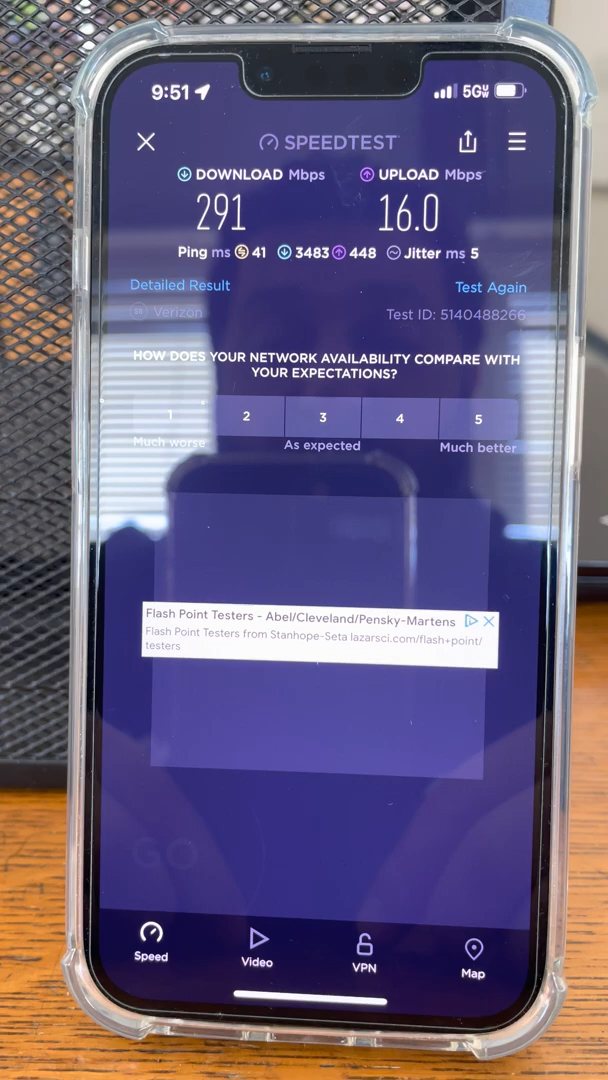 9:51 5G UW
SPEEDTEST
DOWNLOAD Mbps UPLOAD Mbps
291 16.0
Ping ms 41 3483 448 Jitter ms 5
Detailed Result Test Again
Verizon Test ID: 5140488266
HOW DOES YOUR NETWORK AVAILABILITY COMPARE WITH
YOUR EXPECTATIONS?
1 2 3 4 5
Much worse As expected Much better
Flash Point Testers - Abel/Cleveland/Pensky-Martens
Flash Point Testers from Stanhope-Seta lazarsci.com/flash+point/
testers
GO
Speed Video VPN Map